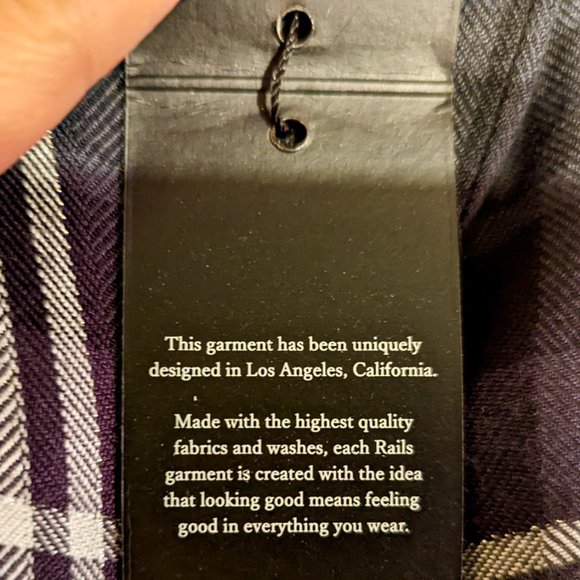 This garment has been uniquely
designed in Los Angeles, California.
Made with the highest quality
fabrics and washes, each Rails
garment is created with the idea
that looking good means feeling
good in everything you wear.